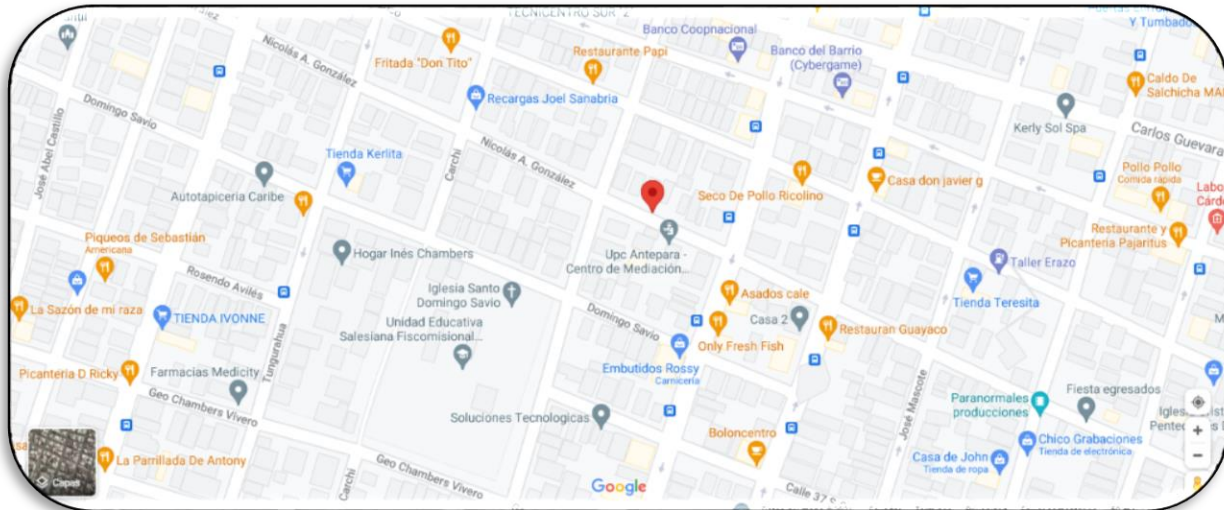 TECNICENTRO SUR "2"
Banco Coopnacional
Y Tumbado
Nicolás A. González
Fritada "Don Tito"
Restaurante Papi
Banco del Barrio
(Cybergame)
Caldo De
Salchicha MAI
Recargas Joel Sanabria
Domingo Savio
José Abel Castillo
Kerly Sol Spa
Carlos Guevara
Tienda Kerlita
Carchi
Nicolás A. González
Pollo Pollo
Comida rápida
Autotapiceria Caribe
Seco De Pollo Ricolino
Casa don javier g
Labo
Cárdo
Restaurante y
Picanteria Pajaritus
Piqueos de Sebastián
Americana
Hogar Inés Chambers
Upc Antepara -
Centro de Mediación...
Taller Erazo
Rosendo Avilés
Iglesia Santo
Domingo Savio
Asados cale
Tienda Teresita
La Sazón de mi raza
TIENDA IVONNE
Unidad Educativa
Salesiana Fiscomisional...
Domingo Savio
Casa 2
Restauran Guayaco
Only Fresh Fish
Tungurahua
Picanteria D Ricky
Farmacias Medicity
Embutidos Rossy
Carnicería
Geo Chambers Vivero
Soluciones Tecnologicas
José Mascote
Paranormales
producciones
Fiesta egresados
Boloncentro
Chico Grabaciones
Tienda de electrónica
Casa de John
Tienda de ropa
La Parrillada De Antony
Geo Chambers Vivero
Carchi
Capas
Google
Calle 37 S